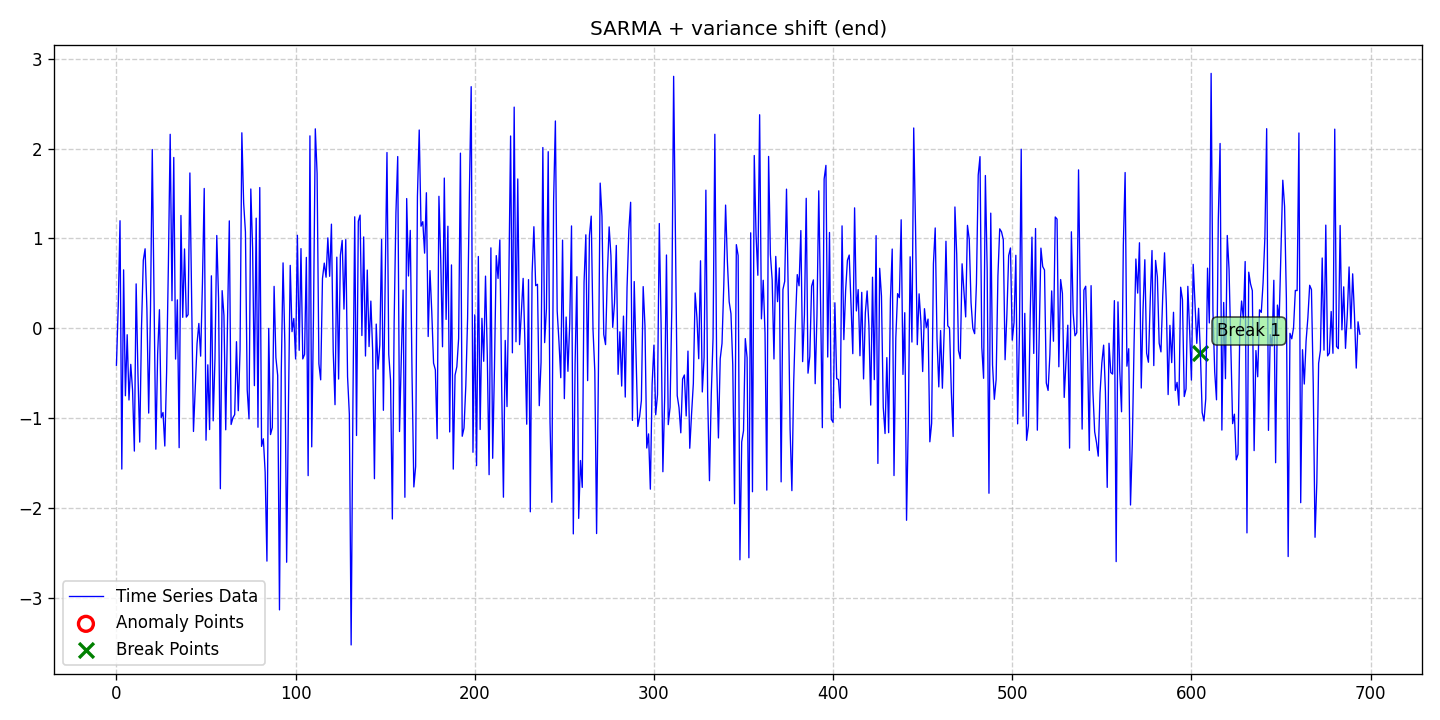 SARMA + variance shift (end)
3
2
1
0
−1
−2
−3
Break 1
Time Series Data
Anomaly Points
Break Points
0 100 200 300 400 500 600 700